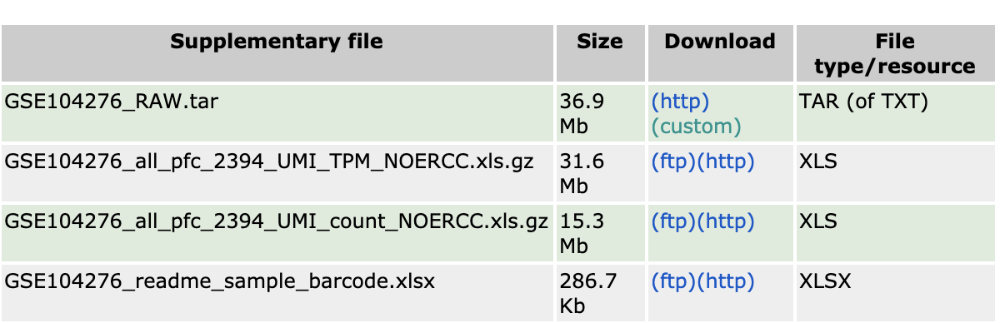 Supplementary file Size Download File
type/resource
GSE104276_RAW.tar 36.9 (http) TAR (of TXT)
Mb (custom)
GSE104276_all_pfc_2394_UMI_TPM_NOERCC.xls.gz 31.6 (ftp)(http) XLS
Mb
GSE104276_all_pfc_2394_UMI_count_NOERCC.xls.gz 15.3 (ftp)(http) XLS
Mb
GSE104276_readme_sample_barcode.xlsx 286.7 (ftp)(http) XLSX
Kb